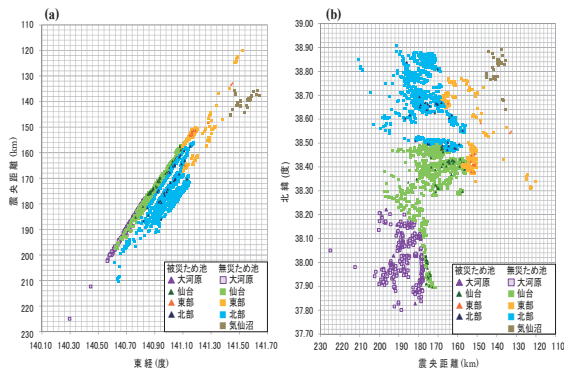 (a)
110
120
130
140
150
160
170
180
190
200
210
220
230
震央距離(km)
140.10 140.30 140.50 140.70 140.90 141.10 141.30 141.50 141.70
東経(度)
被災ため池 無災ため池
大河原 大河原
仙台 仙台
東部 東部
北部 北部
気仙沼
(b)
39.00
38.90
38.80
38.70
38.60
38.50
38.40
38.30
38.20
38.10
38.00
37.90
37.80
37.70
北緯(度)
230 220 210 200 190 180 170 160 150 140 130 120 110
震央距離(km)
被災ため池 無災ため池
大河原 大河原
仙台 仙台
東部 東部
北部 北部
気仙沼